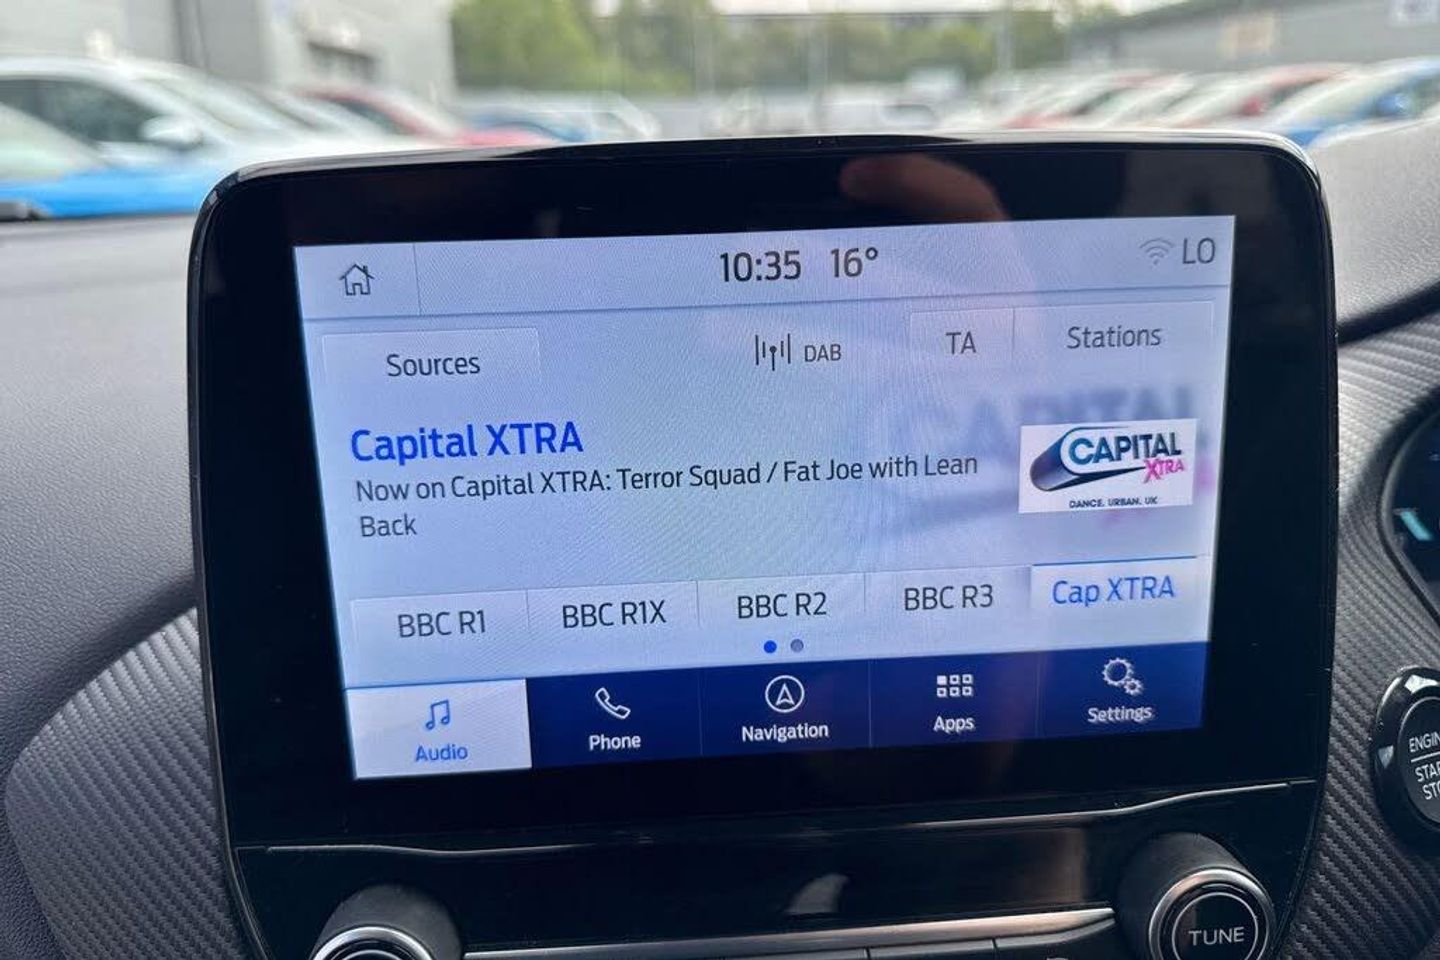 10:35 16° LO
Sources DAB TA Stations
Capital XTRA
Now on Capital XTRA: Terror Squad / Fat Joe with Lean
Back
CAPITAL
XTRA
DANCE. URBAN. UK
BBC R1 BBC R1X BBC R2 BBC R3 Cap XTRA
Audio Phone Navigation Apps Settings
TUNE